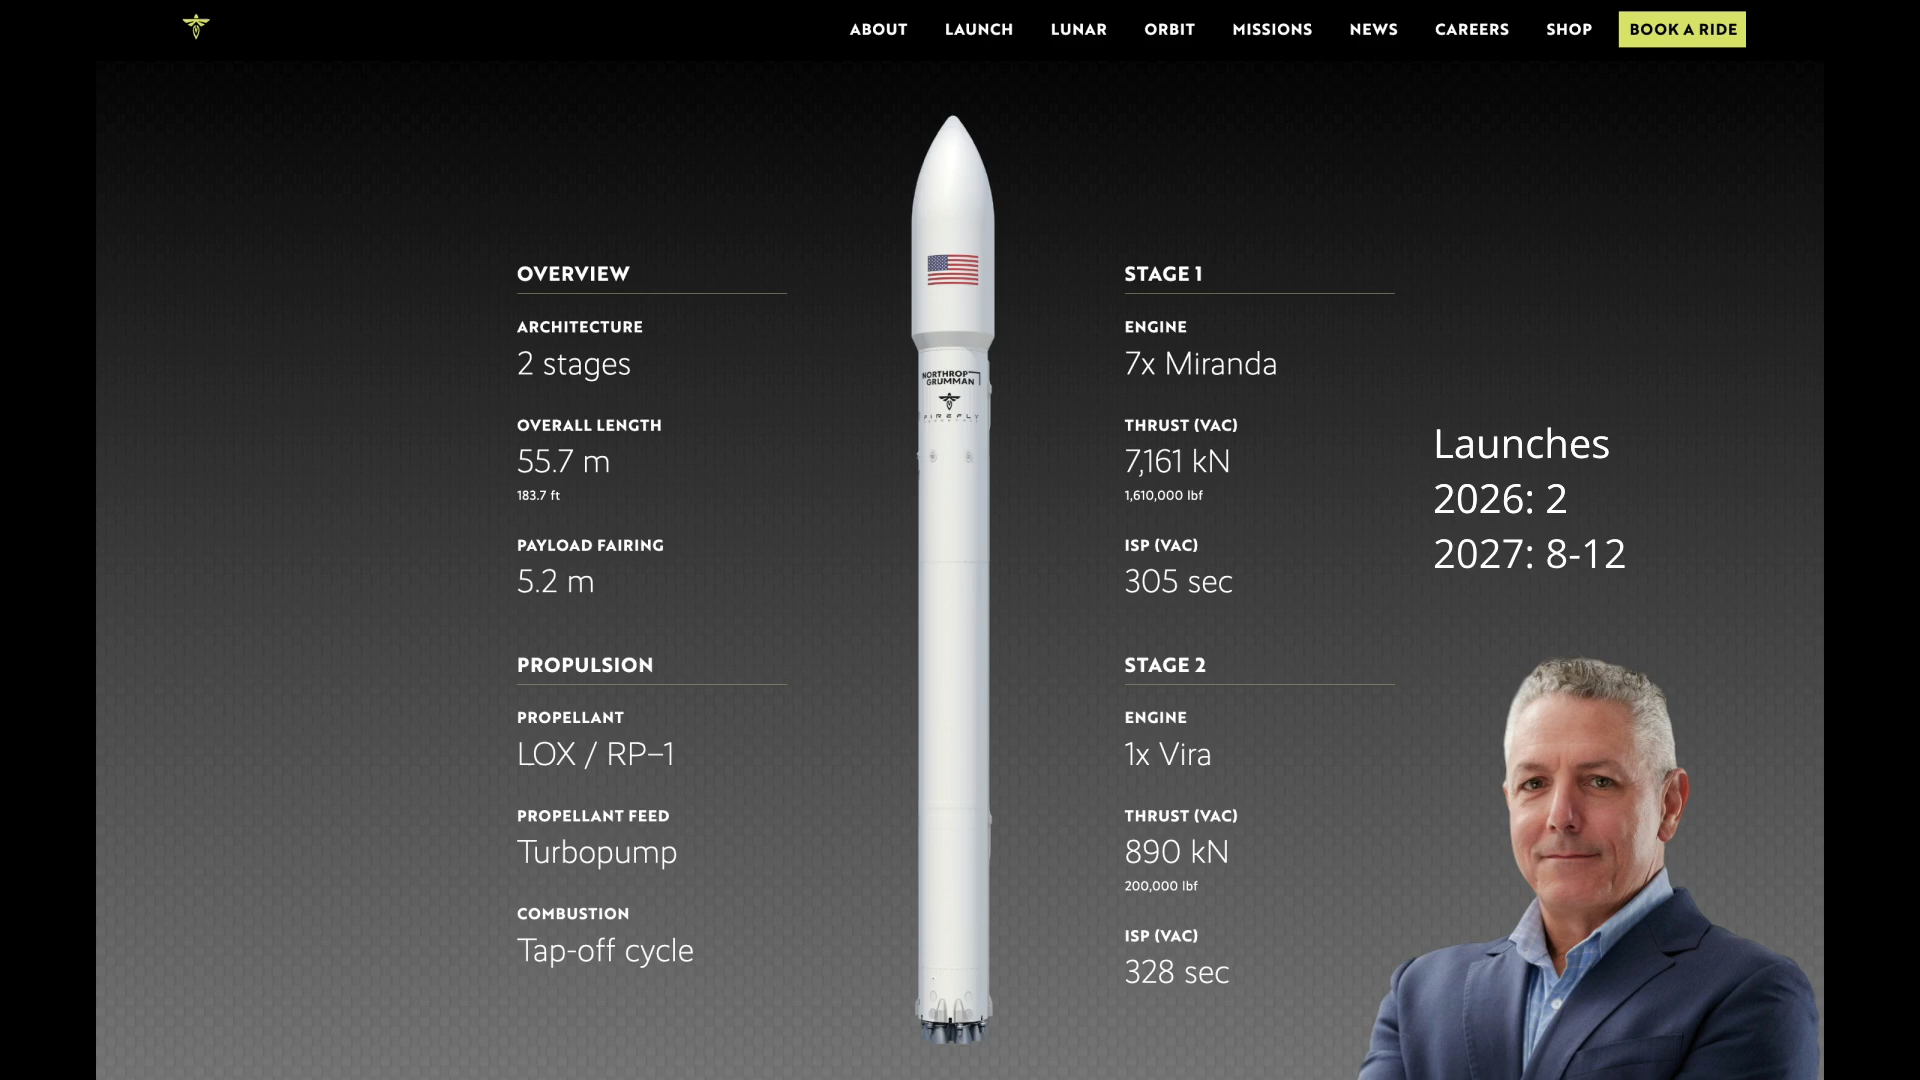 ABOUT LAUNCH LUNAR ORBIT MISSIONS NEWS CAREERS SHOP BOOK A RIDE
OVERVIEW
ARCHITECTURE
2 stages
OVERALL LENGTH
55.7 m
183.7 ft
PAYLOAD FAIRING
5.2 m
PROPULSION
PROPELLANT
LOX / RP–1
PROPELLANT FEED
Turbopump
COMBUSTION
Tap-off cycle
NORTHROP
GRUMMAN
FIREFLY
STAGE 1
ENGINE
7x Miranda
THRUST (VAC)
7,161 kN
1,610,000 lbf
ISP (VAC)
305 sec
STAGE 2
ENGINE
1x Vira
THRUST (VAC)
890 kN
200,000 lbf
ISP (VAC)
328 sec
Launches
2026: 2
2027: 8-12